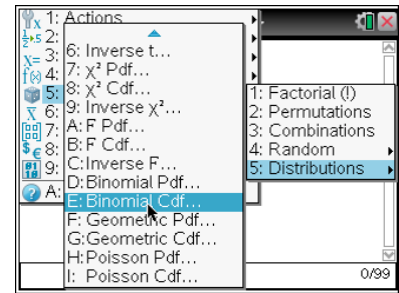 1: Actions
2:
3:
4:
5:
6:
7:
8:
9:
A:
6: Inverse t...
7: χ² Pdf...
8: χ² Cdf...
9: Inverse χ²...
A: F Pdf...
B: F Cdf...
C: Inverse F...
D: Binomial Pdf...
E: Binomial Cdf...
F: Geometric Pdf...
G: Geometric Cdf...
H: Poisson Pdf...
I: Poisson Cdf...
1: Factorial (!)
2: Permutations
3: Combinations
4: Random
5: Distributions
0/99